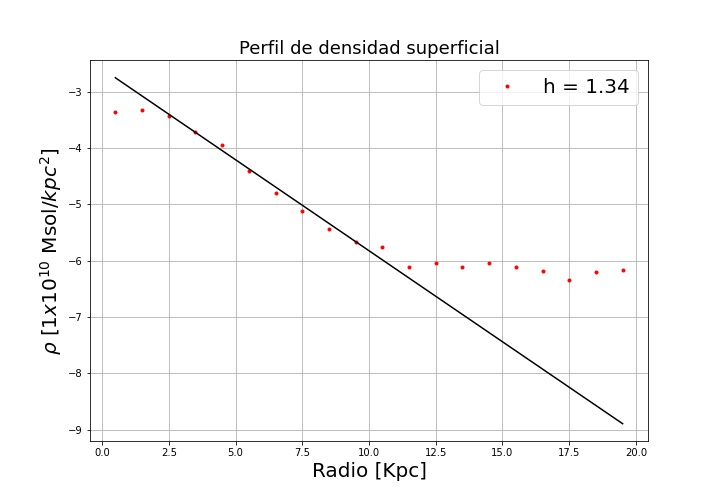 Perfil de densidad superficial
h = 1.34
ρ [1x10¹⁰ Msol/kpc²]
−3
−4
−5
−6
−7
−8
−9
0.0 2.5 5.0 7.5 10.0 12.5 15.0 17.5 20.0
Radio [Kpc]